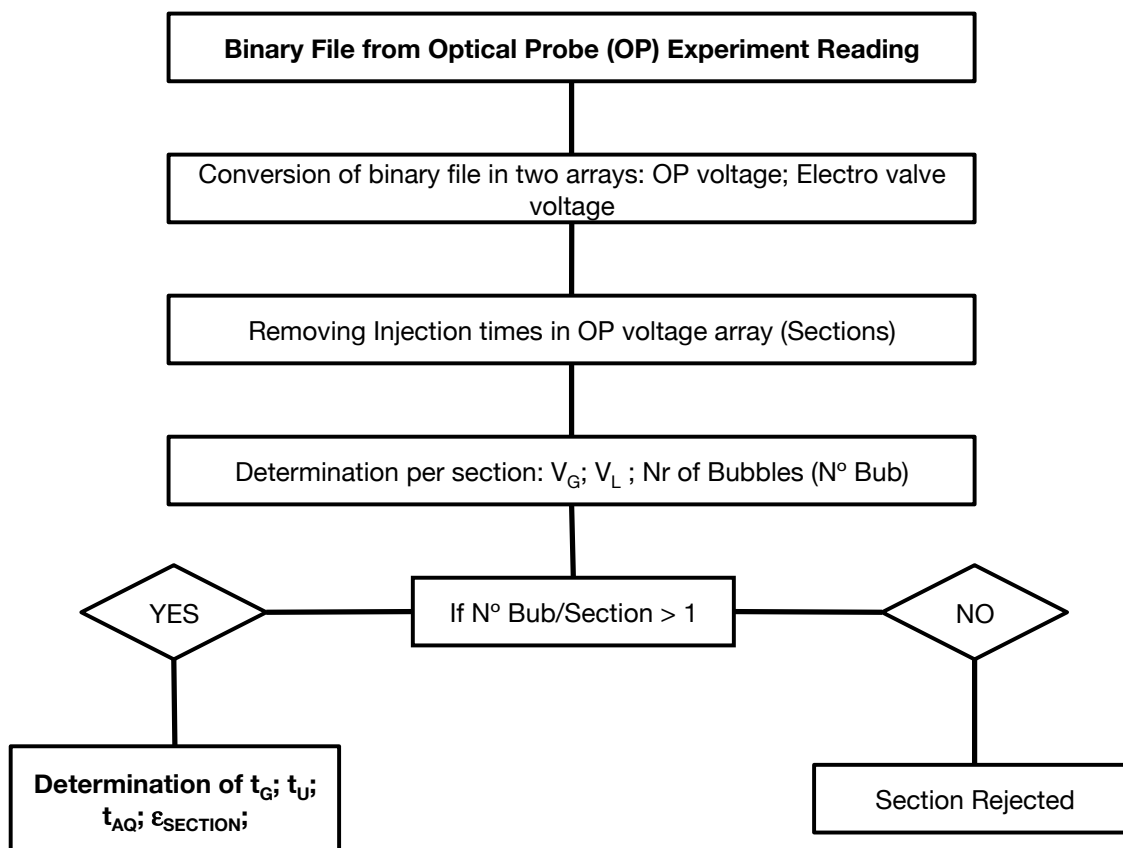 Binary File from Optical Probe (OP) Experiment Reading
Conversion of binary file in two arrays: OP voltage; Electro valve
voltage
Removing Injection times in OP voltage array (Sections)
Determination per section: V_G; V_L ; Nr of Bubbles (Nº Bub)
YES
If Nº Bub/Section > 1
NO
Determination of t_G; t_U;
t_AQ; ε_SECTION;
Section Rejected